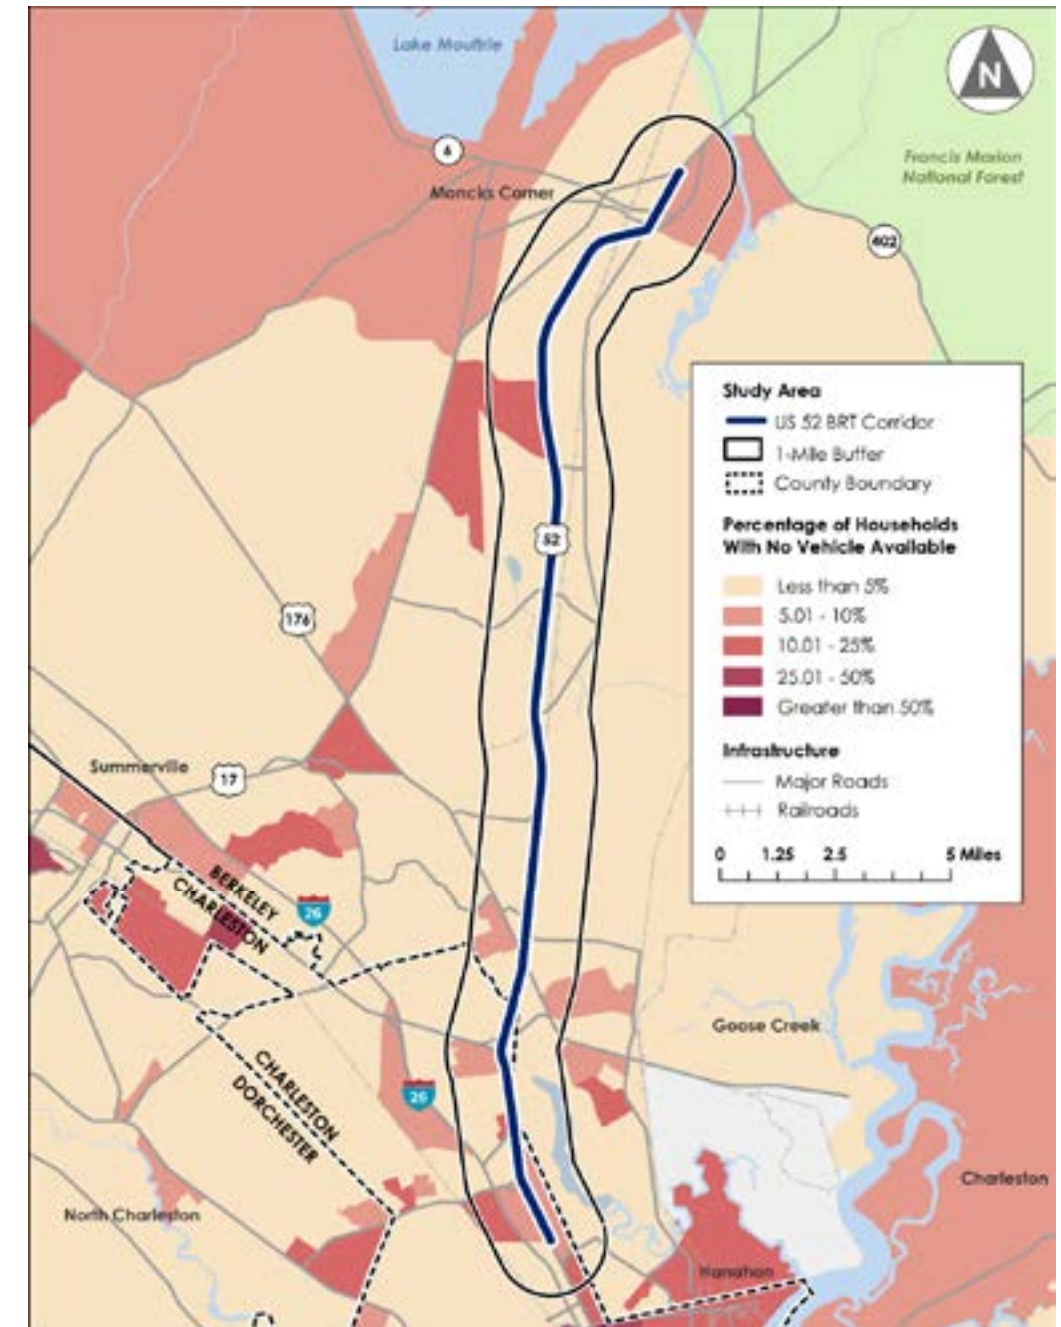 Lake Moultrie
N
6
Francis Marion
National Forest
Moncks Corner
402
Study Area
US 52 BRT Corridor
1-Mile Buffer
County Boundary
Percentage of Households
With No Vehicle Available
Less than 5%
5.01 - 10%
10.01 - 25%
25.01 - 50%
Greater than 50%
Infrastructure
Major Roads
Railroads
0 1.25 2.5 5 Miles
52
176
Summerville
17
BERKELEY
CHARLESTON
26
Goose Creek
CHARLESTON
DORCHESTER
26
Charleston
North Charleston
Hanahan